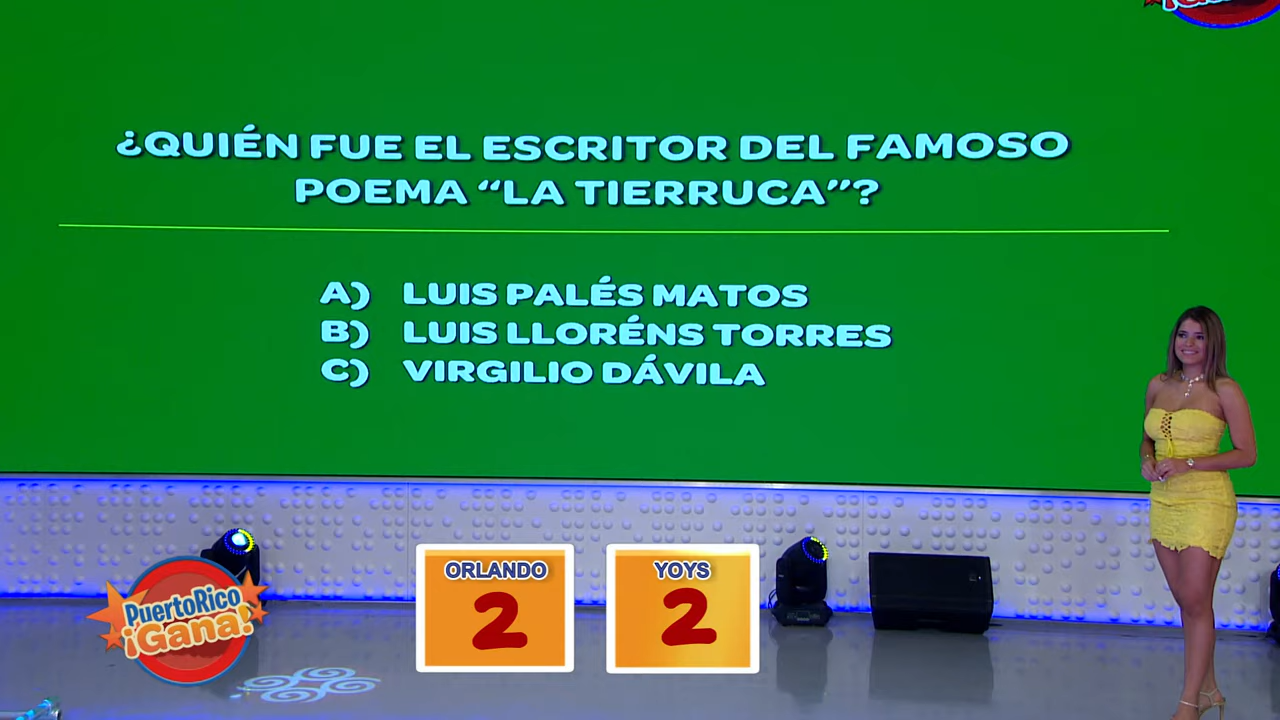 ¿QUIÉN FUE EL ESCRITOR DEL FAMOSO
POEMA “LA TIERRUCA”?
A) LUIS PALÉS MATOS
B) LUIS LLORÉNS TORRES
C) VIRGILIO DÁVILA
ORLANDO
2
YOYS
2
PuertoRico
¡Gana!